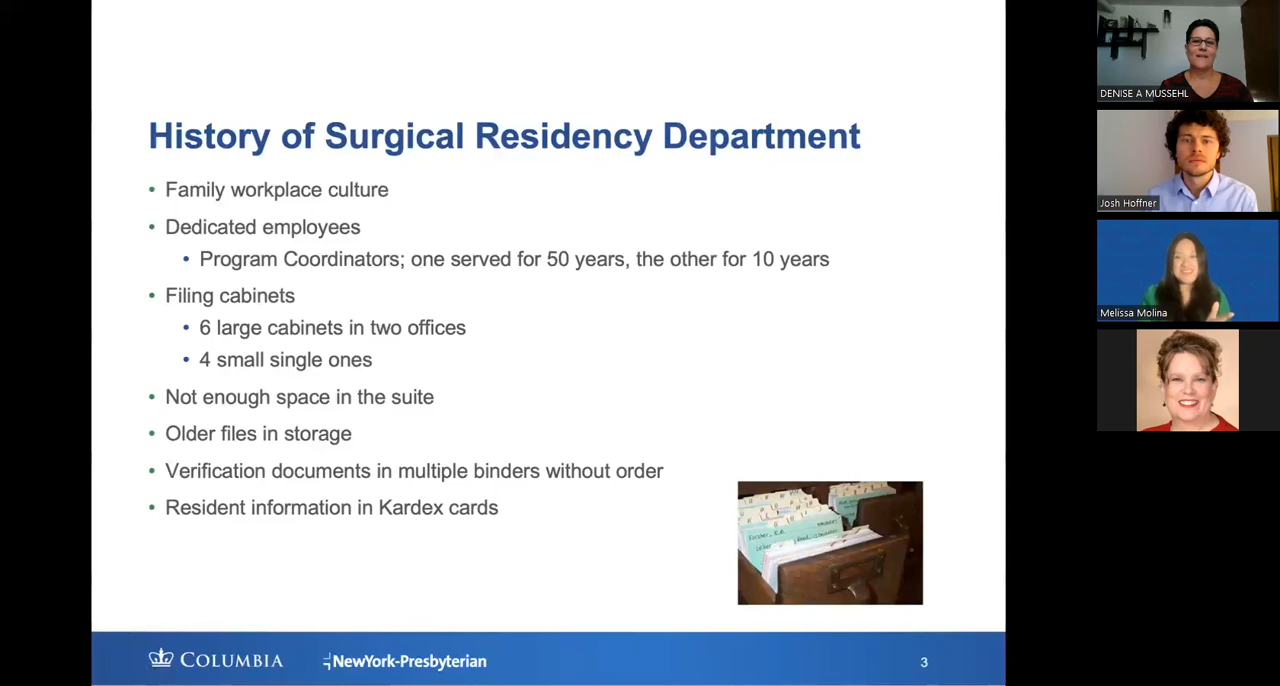 History of Surgical Residency Department
• Family workplace culture
• Dedicated employees
• Program Coordinators; one served for 50 years, the other for 10 years
• Filing cabinets
• 6 large cabinets in two offices
• 4 small single ones
• Not enough space in the suite
• Older files in storage
• Verification documents in multiple binders without order
• Resident information in Kardex cards
COLUMBIA
NewYork-Presbyterian
3
DENISE A MUSSEHL
Josh Hoffner
Melissa Molina